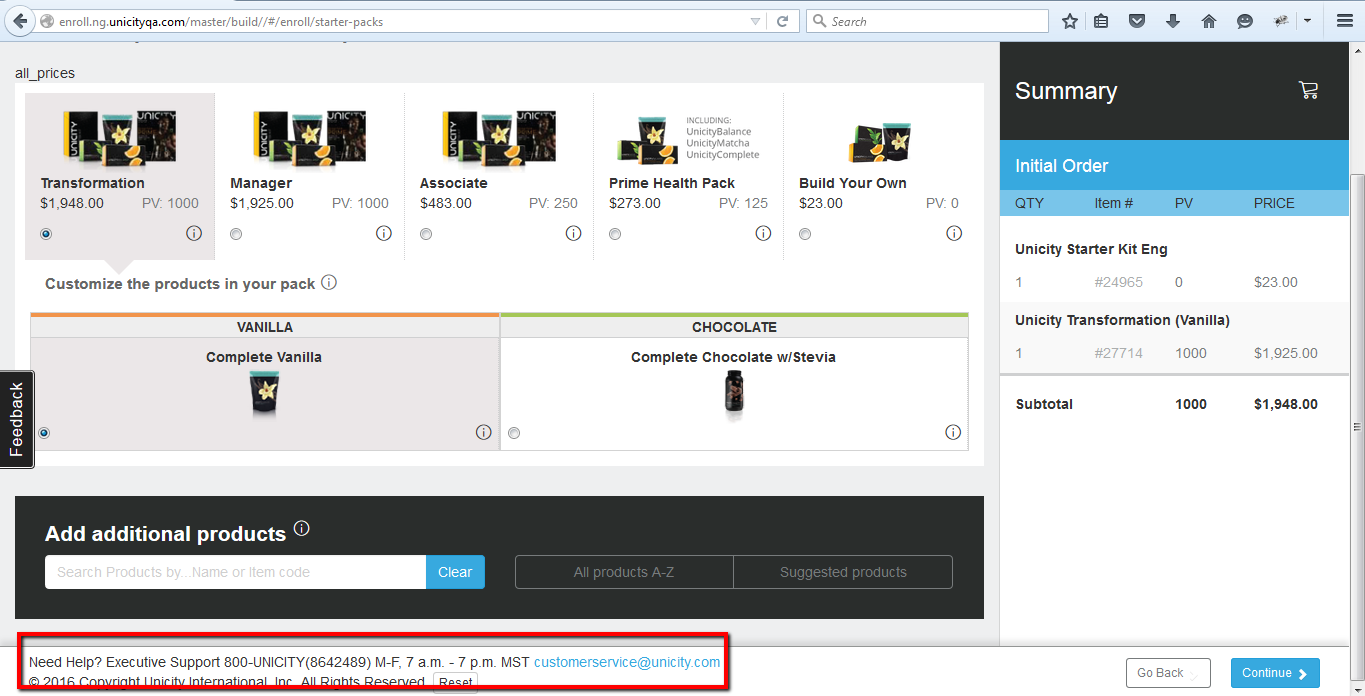 enroll.ng.unicityqa.com/master/build//#/enroll/starter-packs
Search
all_prices
INCLUDING:
UnicityBalance
UnicityMatcha
UnicityComplete
Transformation
$1,948.00 PV: 1000
Manager
$1,925.00 PV: 1000
Associate
$483.00 PV: 250
Prime Health Pack
$273.00 PV: 125
Build Your Own
$23.00 PV: 0
Customize the products in your pack
VANILLA
Complete Vanilla
CHOCOLATE
Complete Chocolate w/Stevia
Feedback
Add additional products
Search Products by...Name or Item code
Clear
All products A-Z
Suggested products
Summary
Initial Order
QTY Item # PV PRICE
Unicity Starter Kit Eng
1 #24965 0 $23.00
Unicity Transformation (Vanilla)
1 #27714 1000 $1,925.00
Subtotal 1000 $1,948.00
Need Help? Executive Support 800-UNICITY(8642489) M-F, 7 a.m. - 7 p.m. MST customerservice@unicity.com
© 2016 Copyright Unicity International, Inc. All Rights Reserved. Reset
Go Back
Continue